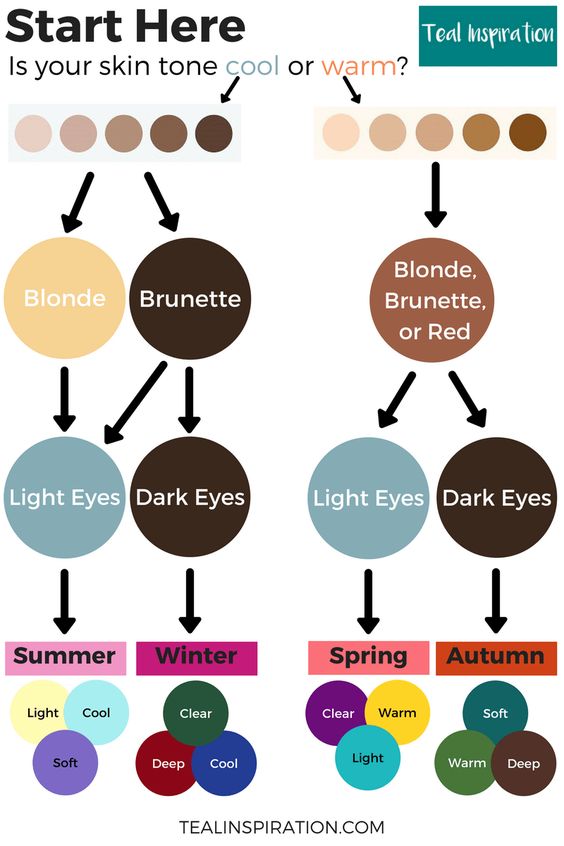 Start Here
Teal Inspiration
Is your skin tone cool or warm?
Blonde
Brunette
Blonde,
Brunette,
or Red
Light Eyes
Dark Eyes
Light Eyes
Dark Eyes
Summer
Winter
Spring
Autumn
Light
Cool
Soft
Clear
Deep
Cool
Clear
Warm
Light
Soft
Warm
Deep
TEALINSPIRATION.COM